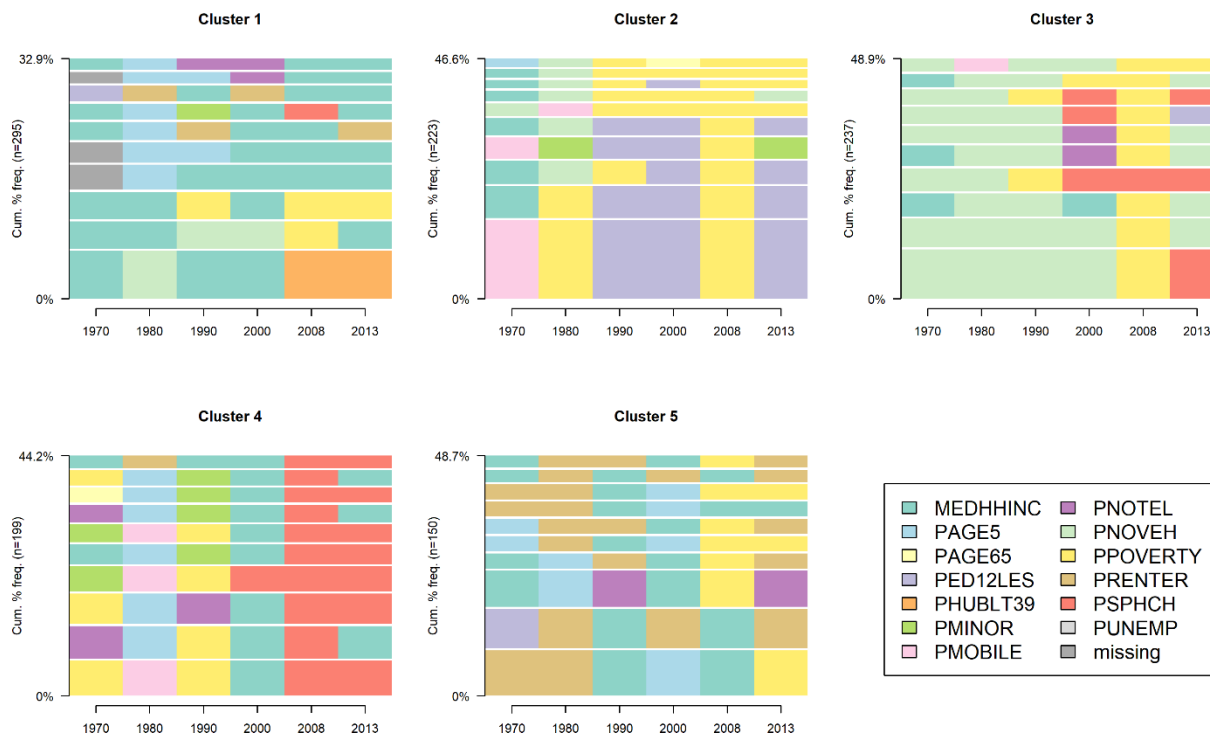 Cluster 1
32.9%
Cum. % freq. (n=295)
0%
1970 1980 1990 2000 2008 2013
Cluster 2
46.6%
Cum. % freq. (n=223)
0%
1970 1980 1990 2000 2008 2013
Cluster 3
48.9%
Cum. % freq. (n=237)
0%
1970 1980 1990 2000 2008 2013
Cluster 4
44.2%
Cum. % freq. (n=199)
0%
1970 1980 1990 2000 2008 2013
Cluster 5
48.7%
Cum. % freq. (n=150)
0%
1970 1980 1990 2000 2008 2013
MEDHHINC PNOTEL
PAGE5 PNOVEH
PAGE65 PPOVERTY
PED12LES PRENTER
PHUBLT39 PSPHCH
PMINOR PUNEMP
PMOBILE missing